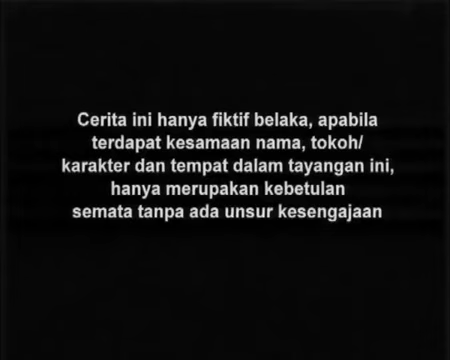 Cerita ini hanya fiktif belaka, apabila
terdapat kesamaan nama, tokoh/
karakter dan tempat dalam tayangan ini,
hanya merupakan kebetulan
semata tanpa ada unsur kesengajaan